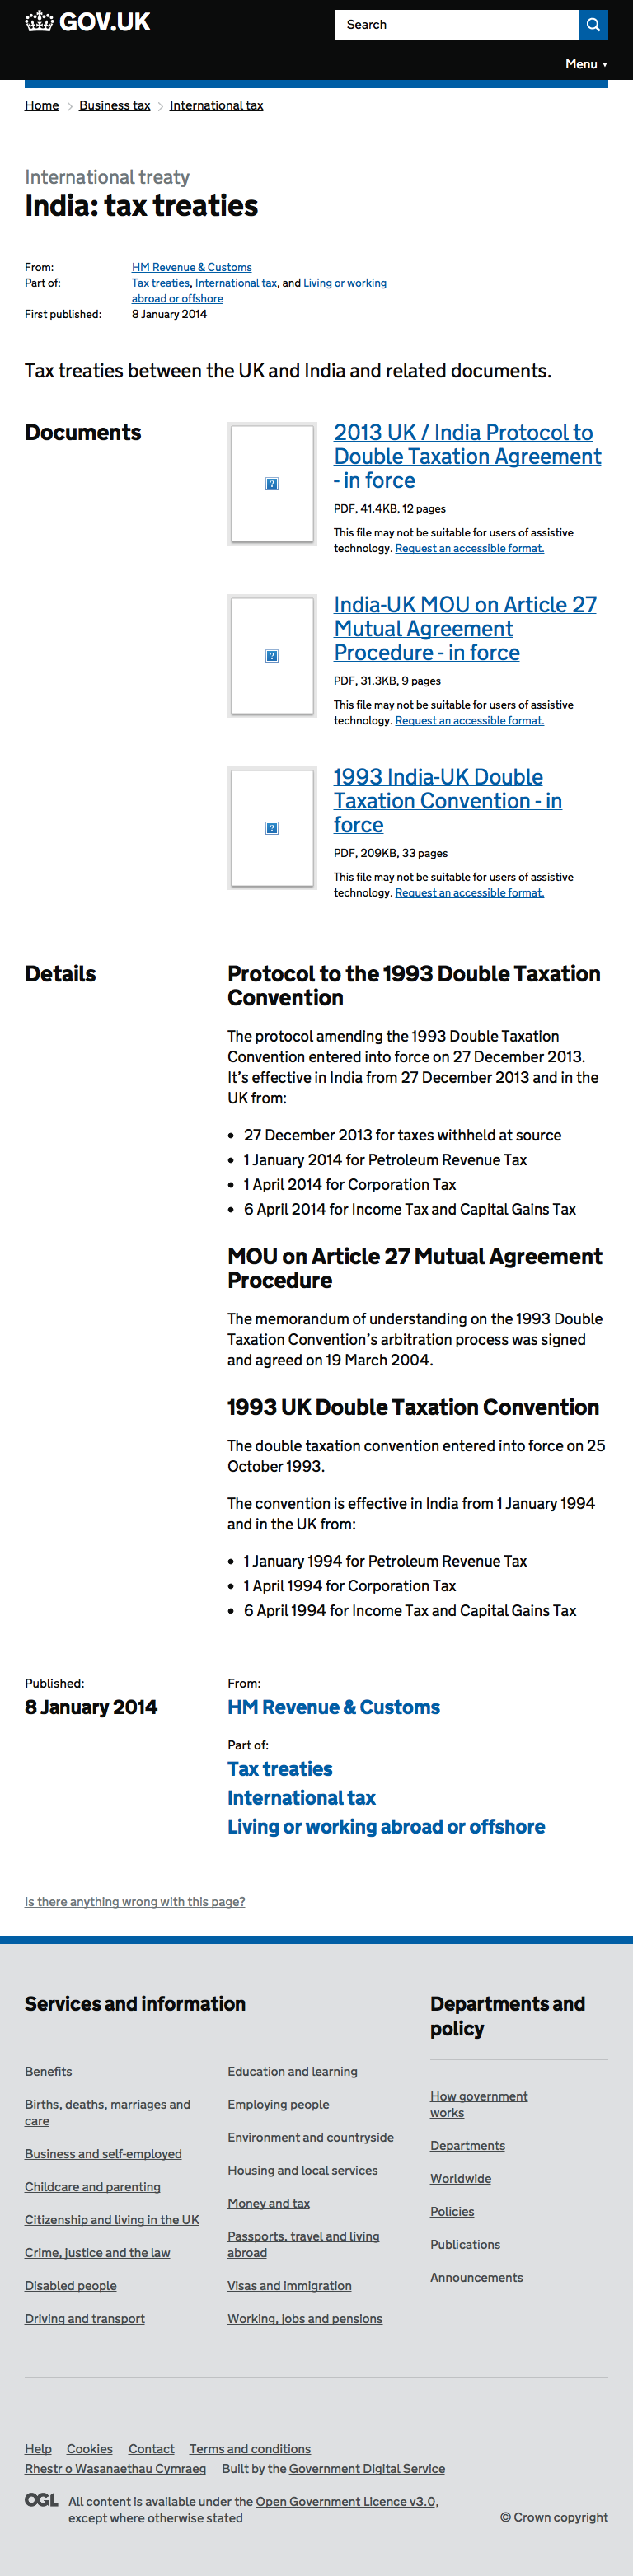 GOV.UK
Search
Menu ▼
Home > Business tax > International tax
International treaty
India: tax treaties
From: HM Revenue & Customs
Part of: Tax treaties, International tax, and Living or working
abroad or offshore
First published: 8 January 2014
Tax treaties between the UK and India and related documents.
Documents
2013 UK / India Protocol to
Double Taxation Agreement
- in force
PDF, 41.4KB, 12 pages
This file may not be suitable for users of assistive
technology. Request an accessible format.
India-UK MOU on Article 27
Mutual Agreement
Procedure - in force
PDF, 31.3KB, 9 pages
This file may not be suitable for users of assistive
technology. Request an accessible format.
1993 India-UK Double
Taxation Convention - in
force
PDF, 209KB, 33 pages
This file may not be suitable for users of assistive
technology. Request an accessible format.
Details
Protocol to the 1993 Double Taxation
Convention
The protocol amending the 1993 Double Taxation
Convention entered into force on 27 December 2013.
It’s effective in India from 27 December 2013 and in the
UK from:
• 27 December 2013 for taxes withheld at source
• 1 January 2014 for Petroleum Revenue Tax
• 1 April 2014 for Corporation Tax
• 6 April 2014 for Income Tax and Capital Gains Tax
MOU on Article 27 Mutual Agreement
Procedure
The memorandum of understanding on the 1993 Double
Taxation Convention’s arbitration process was signed
and agreed on 19 March 2004.
1993 UK Double Taxation Convention
The double taxation convention entered into force on 25
October 1993.
The convention is effective in India from 1 January 1994
and in the UK from:
• 1 January 1994 for Petroleum Revenue Tax
• 1 April 1994 for Corporation Tax
• 6 April 1994 for Income Tax and Capital Gains Tax
Published:
8 January 2014
From:
HM Revenue & Customs
Part of:
Tax treaties
International tax
Living or working abroad or offshore
Is there anything wrong with this page?
Services and information
Benefits
Births, deaths, marriages and
care
Business and self-employed
Childcare and parenting
Citizenship and living in the UK
Crime, justice and the law
Disabled people
Driving and transport
Education and learning
Employing people
Environment and countryside
Housing and local services
Money and tax
Passports, travel and living
abroad
Visas and immigration
Working, jobs and pensions
Departments and
policy
How government
works
Departments
Worldwide
Policies
Publications
Announcements
Help Cookies Contact Terms and conditions
Rhestr o Wasanaethau Cymraeg Built by the Government Digital Service
OGL All content is available under the Open Government Licence v3.0,
except where otherwise stated
© Crown copyright